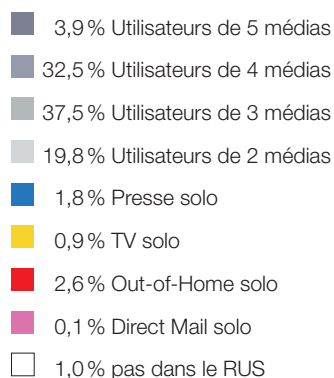 3,9 % Utilisateurs de 5 médias
32,5 % Utilisateurs de 4 médias
37,5 % Utilisateurs de 3 médias
19,8 % Utilisateurs de 2 médias
1,8 % Presse solo
0,9 % TV solo
2,6 % Out-of-Home solo
0,1 % Direct Mail solo
1,0 % pas dans le RUS